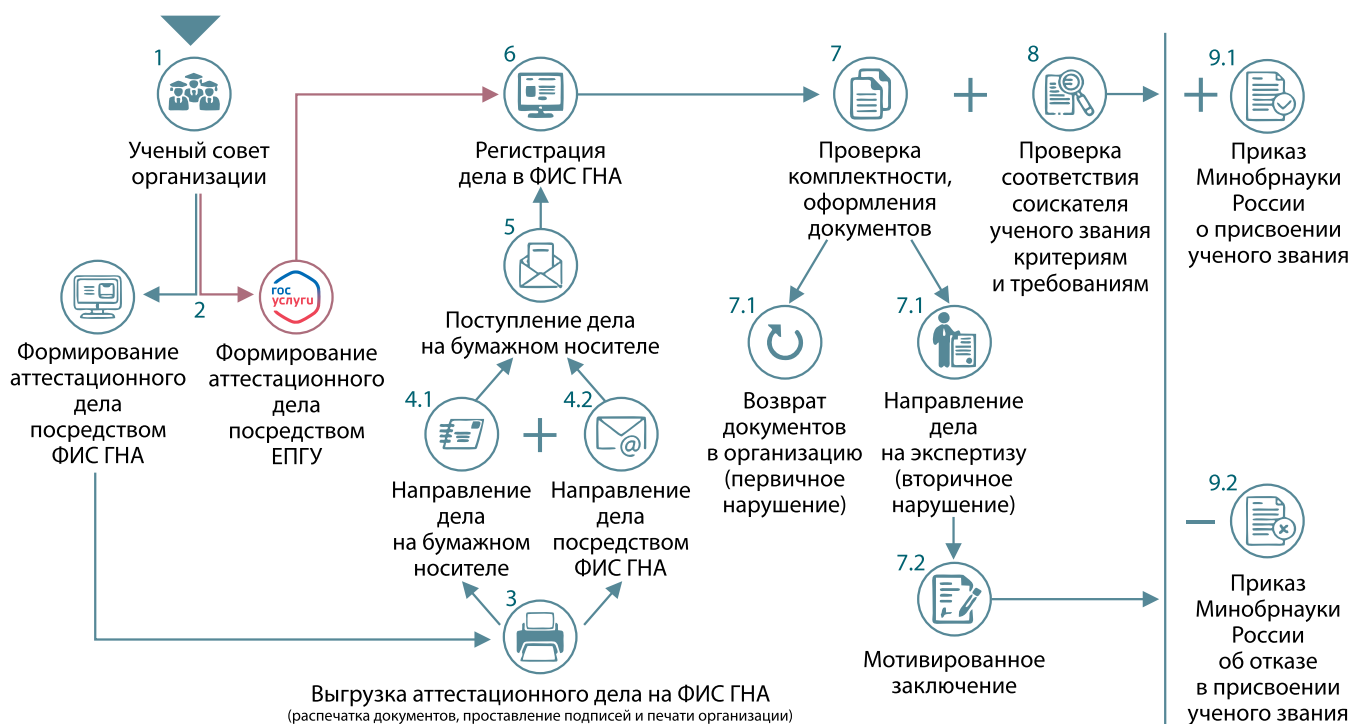 1
Ученый совет
организации
2
Формирование
аттестационного
дела
посредством
ФИС ГНА
гос
услуги
Формирование
аттестационного
дела
посредством
ЕПГУ
3
Выгрузка аттестационного дела на ФИС ГНА
(распечатка документов, проставление подписей и печати организации)
4.1
Направление
дела
на бумажном
носителе
4.2
Направление
дела
посредством
ФИС ГНА
5
Поступление дела
на бумажном носителе
6
Регистрация
дела в ФИС ГНА
7
Проверка
комплектности,
оформления
документов
7.1
Возврат
документов
в организацию
(первичное
нарушение)
7.1
Направление
дела
на экспертизу
(вторичное
нарушение)
7.2
Мотивированное
заключение
8
Проверка
соответствия
соискателя
ученого звания
критериям
и требованиям
9.1
Приказ
Минобрнауки
России
о присвоении
ученого звания
9.2
Приказ
Минобрнауки
России
об отказе
в присвоении
ученого звания